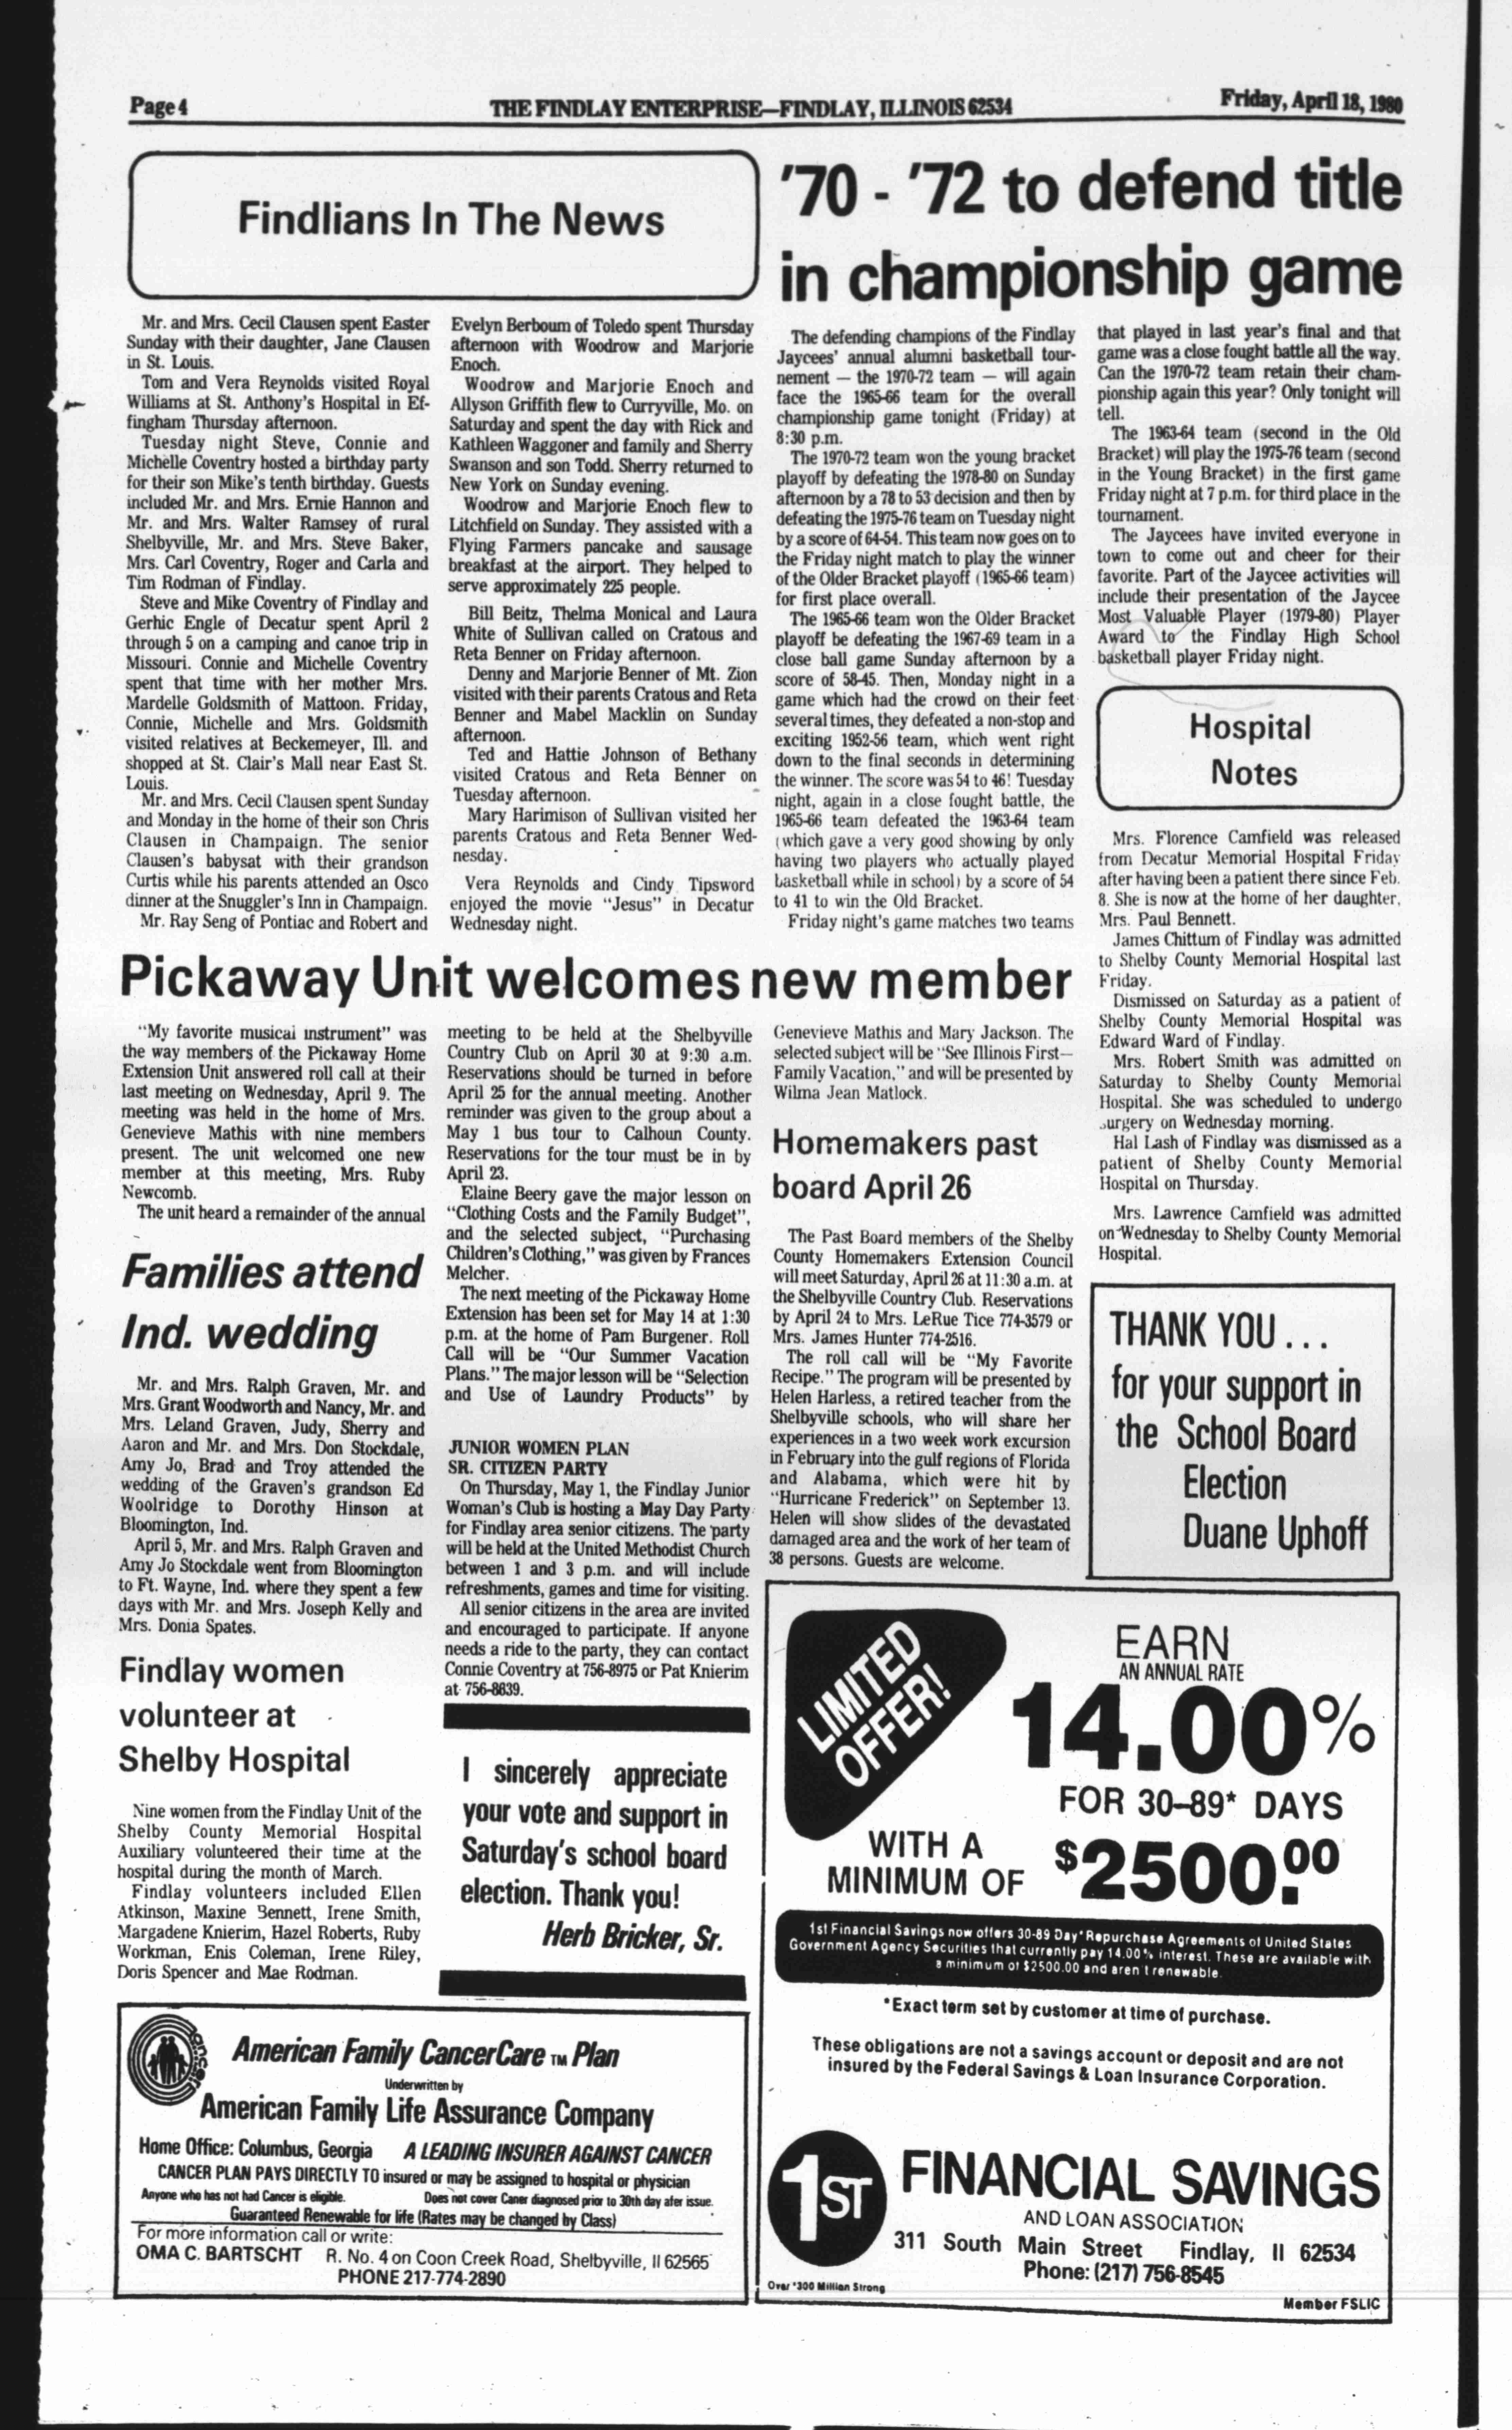 Page 4
THE FINDLAY ENTERPRISE—FINDLAY, ILLINOIS 62534
Friday, April 18, 1980
Findlians In The News
Mr. and Mrs. Cecil Clausen spent Easter
Sunday with their daughter, Jane Clausen
in St. Louis.
Tom and Vera Reynolds visited Royal
Williams at St. Anthony's Hospital in Ef-
fingham Thursday afternoon.
Tuesday night Steve, Connie and
Michelle Coventry hosted a birthday party
for their son Mike's tenth birthday. Guests
included Mr. and Mrs. Ernie Hannon and
Mr. and Mrs. Walter Ramsey of rural
Shelbyville, Mr. and Mrs. Steve Baker,
Mrs. Carl Coventry, Roger and Carla and
Tim Rodman of Findlay.
Steve and Mike Coventry of Findlay and
Gerhic Engle of Decatur spent April 2
through 5 on a camping and canoe trip in
Missouri. Connie and Michelle Coventry
spent that time with her mother Mrs.
Mardelle Goldsmith of Mattoon. Friday,
Connie, Michelle and Mrs. Goldsmith
visited relatives at Beckemeyer, Ill. and
shopped at St. Clair's Mall near East St.
Louis.
Mr. and Mrs. Cecil Clausen spent Sunday
and Monday in the home of their son Chris
Clausen in Champaign. The senior
Clausen's babysat with their grandson
Curtis while his parents attended an Osco
dinner at the Snuggler's Inn in Champaign.
Mr. Ray Seng of Pontiac and Robert and
Evelyn Berboum of Toledo spent Thursday
afternoon with Woodrow and Marjorie
Enoch.
Woodrow and Marjorie Enoch and
Allyson Griffith flew to Curryville, Mo. on
Saturday and spent the day with Rick and
Kathleen Waggoner and family and Sherry
Swanson and son Todd. Sherry returned to
New York on Sunday evening.
Woodrow and Marjorie Enoch flew to
Litchfield on Sunday. They assisted with a
Flying Farmers pancake and sausage
breakfast at the airport. They helped to
serve approximately 225 people.
Bill Beitz, Thelma Monical and Laura
White of Sullivan called on Cratous and
Reta Benner on Friday afternoon.
Denny and Marjorie Benner of Mt. Zion
visited with their parents Cratous and Reta
Benner and Mabel Macklin on Sunday
afternoon.
Ted and Hattie Johnson of Bethany
visited Cratous and Reta Benner on
Tuesday afternoon.
Mary Harimison of Sullivan visited her
parents Cratous and Reta Benner Wed-
nesday.
Vera Reynolds and Cindy Tipsword
enjoyed the movie "Jesus" in Decatur
Wednesday night.
'70 - '72 to defend title
in championship game
The defending champions of the Findlay
Jaycees' annual alumni basketball tour-
nement — the 1970-72 team — will again
face the 1965-66 team for the overall
championship game tonight (Friday) at
8:30 p.m.
The 1970-72 team won the young bracket
playoff by defeating the 1978-80 on Sunday
afternoon by a 78 to 53 decision and then by
defeating the 1975-76 team on Tuesday night
by a score of 64-54. This team now goes on to
the Friday night match to play the winner
of the Older Bracket playoff (1965-66 team)
for first place overall.
The 1965-66 team won the Older Bracket
playoff be defeating the 1967-69 team in a
close ball game Sunday afternoon by a
score of 58-45. Then, Monday night in a
game which had the crowd on their feet
several times, they defeated a non-stop and
exciting 1952-56 team, which went right
down to the final seconds in determining
the winner. The score was 54 to 46! Tuesday
night, again in a close fought battle, the
1965-66 team defeated the 1963-64 team
(which gave a very good showing by only
having two players who actually played
basketball while in school) by a score of 54
to 41 to win the Old Bracket.
Friday night's game matches two teams
that played in last year's final and that
game was a close fought battle all the way.
Can the 1970-72 team retain their cham-
pionship again this year? Only tonight will
tell.
The 1963-64 team (second in the Old
Bracket) will play the 1975-76 team (second
in the Young Bracket) in the first game
Friday night at 7 p.m. for third place in the
tournament.
The Jaycees have invited everyone in
town to come out and cheer for their
favorite. Part of the Jaycee activities will
include their presentation of the Jaycee
Most Valuable Player (1979-80) Player
Award to the Findlay High School
basketball player Friday night.
Hospital
Notes
Mrs. Florence Camfield was released
from Decatur Memorial Hospital Friday
after having been a patient there since Feb.
8. She is now at the home of her daughter,
Mrs. Paul Bennett.
James Chittum of Findlay was admitted
to Shelby County Memorial Hospital last
Friday.
Dismissed on Saturday as a patient of
Shelby County Memorial Hospital was
Edward Ward of Findlay.
Mrs. Robert Smith was admitted on
Saturday to Shelby County Memorial
Hospital. She was scheduled to undergo
surgery on Wednesday morning.
Hal Lash of Findlay was dismissed as a
patient of Shelby County Memorial
Hospital on Thursday.
Mrs. Lawrence Camfield was admitted
on Wednesday to Shelby County Memorial
Hospital.
Pickaway Unit welcomes new member
"My favorite musical instrument" was
the way members of the Pickaway Home
Extension Unit answered roll call at their
last meeting on Wednesday, April 9. The
meeting was held in the home of Mrs.
Genevieve Mathis with nine members
present. The unit welcomed one new
member at this meeting, Mrs. Ruby
Newcomb.
The unit heard a remainder of the annual
meeting to be held at the Shelbyville
Country Club on April 30 at 9:30 a.m.
Reservations should be turned in before
April 25 for the annual meeting. Another
reminder was given to the group about a
May 1 bus tour to Calhoun County.
Reservations for the tour must be in by
April 23.
Elaine Beery gave the major lesson on
"Clothing Costs and the Family Budget",
and the selected subject, "Purchasing
Children's Clothing," was given by Frances
Melcher.
The next meeting of the Pickaway Home
Extension has been set for May 14 at 1:30
p.m. at the home of Pam Burgener. Roll
Call will be "Our Summer Vacation
Plans." The major lesson will be "Selection
and Use of Laundry Products" by
Genevieve Mathis and Mary Jackson. The
selected subject will be "See Illinois First—
Family Vacation," and will be presented by
Wilma Jean Matlock.
Families attend
Ind. wedding
Mr. and Mrs. Ralph Graven, Mr. and
Mrs. Grant Woodworth and Nancy, Mr. and
Mrs. Leland Graven, Judy, Sherry and
Aaron and Mr. and Mrs. Don Stockdale,
Amy Jo, Brad and Troy attended the
wedding of the Graven's grandson Ed
Woolridge to Dorothy Hinson at
Bloomington, Ind.
April 5, Mr. and Mrs. Ralph Graven and
Amy Jo Stockdale went from Bloomington
to Ft. Wayne, Ind. where they spent a few
days with Mr. and Mrs. Joseph Kelly and
Mrs. Donia Spates.
Findlay women
volunteer at
Shelby Hospital
Nine women from the Findlay Unit of the
Shelby County Memorial Hospital
Auxiliary volunteered their time at the
hospital during the month of March.
Findlay volunteers included Ellen
Atkinson, Maxine Bennett, Irene Smith,
Margadene Knierim, Hazel Roberts, Ruby
Workman, Enis Coleman, Irene Riley,
Doris Spencer and Mae Rodman.
JUNIOR WOMEN PLAN
SR. CITIZEN PARTY
On Thursday, May 1, the Findlay Junior
Woman's Club is hosting a May Day Party
for Findlay area senior citizens. The party
will be held at the United Methodist Church
between 1 and 3 p.m. and will include
refreshments, games and time for visiting.
All senior citizens in the area are invited
and encouraged to participate. If anyone
needs a ride to the party, they can contact
Connie Coventry at 756-8975 or Pat Knierim
at 756-8639.
I sincerely appreciate
your vote and support in
Saturday's school board
election. Thank you!
Herb Bricker, Sr.
Homemakers past
board April 26
The Past Board members of the Shelby
County Homemakers Extension Council
will meet Saturday, April 26 at 11:30 a.m. at
the Shelbyville Country Club. Reservations
by April 24 to Mrs. LeRue Tice 774-3579 or
Mrs. James Hunter 774-2516.
The roll call will be "My Favorite
Recipe." The program will be presented by
Helen Harless, a retired teacher from the
Shelbyville schools, who will share her
experiences in a two week work excursion
in February into the gulf regions of Florida
and Alabama, which were hit by
"Hurricane Frederick" on September 13.
Helen will show slides of the devastated
damaged area and the work of her team of
38 persons. Guests are welcome.
THANK YOU . . .
for your support in
the School Board
Election
Duane Uphoff
LIMITED
OFFER!
EARN
AN ANNUAL RATE
14.00%
FOR 30-89* DAYS
WITH A
MINIMUM OF $2500.00
1st Financial Savings now offers 30-89 Day* Repurchase Agreements of United States
Government Agency Securities that currently pay 14.00% interest. These are available with
a minimum of $2500.00 and aren't renewable.
*Exact term set by customer at time of purchase.
These obligations are not a savings account or deposit and are not
insured by the Federal Savings & Loan Insurance Corporation.
1ST FINANCIAL SAVINGS
AND LOAN ASSOCIATION
311 South Main Street Findlay, Il 62534
Phone: (217) 756-8545
Over $300 Million Strong
Member FSLIC
American Family CancerCare TM Plan
Underwritten by
American Family Life Assurance Company
Home Office: Columbus, Georgia A LEADING INSURER AGAINST CANCER
CANCER PLAN PAYS DIRECTLY TO insured or may be assigned to hospital or physician
Anyone who has not had Cancer is eligible. Does not cover Caner diagnosed prior to 30th day afer issue.
Guaranteed Renewable for life (Rates may be changed by Class)
For more information call or write:
OMA C. BARTSCHT R. No. 4 on Coon Creek Road, Shelbyville, Il 62565
PHONE 217-774-2890